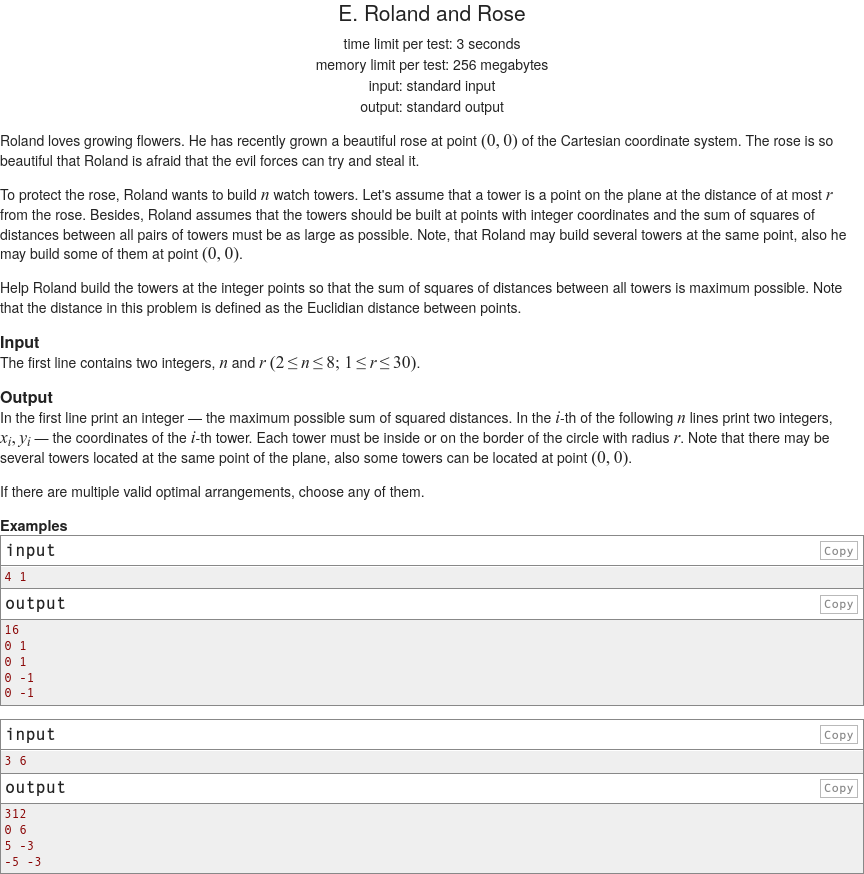 E. Roland and Rose
time limit per test: 3 seconds
memory limit per test: 256 megabytes
input: standard input
output: standard output
Roland loves growing flowers. He has recently grown a beautiful rose at point (0, 0) of the Cartesian coordinate system. The rose is so
beautiful that Roland is afraid that the evil forces can try and steal it.
To protect the rose, Roland wants to build n watch towers. Let's assume that a tower is a point on the plane at the distance of at most r
from the rose. Besides, Roland assumes that the towers should be built at points with integer coordinates and the sum of squares of
distances between all pairs of towers must be as large as possible. Note, that Roland may build several towers at the same point, also he
may build some of them at point (0, 0).
Help Roland build the towers at the integer points so that the sum of squares of distances between all towers is maximum possible. Note
that the distance in this problem is defined as the Euclidian distance between points.
Input
The first line contains two integers, n and r (2 ≤ n ≤ 8; 1 ≤ r ≤ 30).
Output
In the first line print an integer — the maximum possible sum of squared distances. In the i-th of the following n lines print two integers,
xi, yi — the coordinates of the i-th tower. Each tower must be inside or on the border of the circle with radius r. Note that there may be
several towers located at the same point of the plane, also some towers can be located at point (0, 0).
If there are multiple valid optimal arrangements, choose any of them.
Examples
input Copy
4 1
output Copy
16
0 1
0 1
0 -1
0 -1
input Copy
3 6
output Copy
312
0 6
5 -3
-5 -3